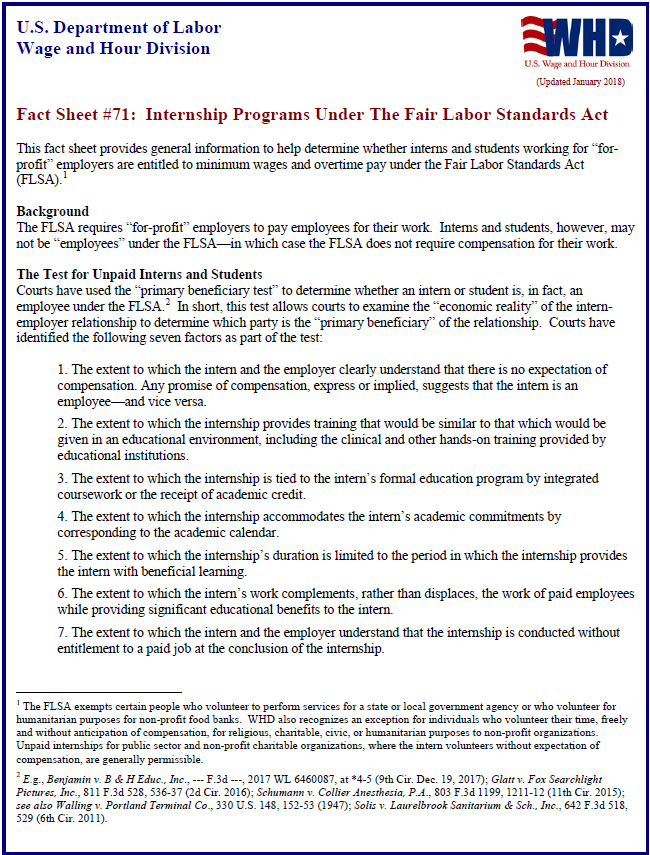 U.S. Department of Labor
Wage and Hour Division
WHD
U.S. Wage and Hour Division
(Updated January 2018)
Fact Sheet #71: Internship Programs Under The Fair Labor Standards Act
This fact sheet provides general information to help determine whether interns and students working for “for-
profit” employers are entitled to minimum wages and overtime pay under the Fair Labor Standards Act
(FLSA).1
Background
The FLSA requires “for-profit” employers to pay employees for their work. Interns and students, however, may
not be “employees” under the FLSA—in which case the FLSA does not require compensation for their work.
The Test for Unpaid Interns and Students
Courts have used the “primary beneficiary test” to determine whether an intern or student is, in fact, an
employee under the FLSA.2 In short, this test allows courts to examine the “economic reality” of the intern-
employer relationship to determine which party is the “primary beneficiary” of the relationship. Courts have
identified the following seven factors as part of the test:
1. The extent to which the intern and the employer clearly understand that there is no expectation of
compensation. Any promise of compensation, express or implied, suggests that the intern is an
employee—and vice versa.
2. The extent to which the internship provides training that would be similar to that which would be
given in an educational environment, including the clinical and other hands-on training provided by
educational institutions.
3. The extent to which the internship is tied to the intern’s formal education program by integrated
coursework or the receipt of academic credit.
4. The extent to which the internship accommodates the intern’s academic commitments by
corresponding to the academic calendar.
5. The extent to which the internship’s duration is limited to the period in which the internship provides
the intern with beneficial learning.
6. The extent to which the intern’s work complements, rather than displaces, the work of paid employees
while providing significant educational benefits to the intern.
7. The extent to which the intern and the employer understand that the internship is conducted without
entitlement to a paid job at the conclusion of the internship.
1 The FLSA exempts certain people who volunteer to perform services for a state or local government agency or who volunteer for
humanitarian purposes for non-profit food banks. WHD also recognizes an exception for individuals who volunteer their time, freely
and without anticipation of compensation, for religious, charitable, civic, or humanitarian purposes to non-profit organizations.
Unpaid internships for public sector and non-profit charitable organizations, where the intern volunteers without expectation of
compensation, are generally permissible.
2 E.g., Benjamin v. B & H Educ., Inc., --- F.3d ---, 2017 WL 6460087, at *4-5 (9th Cir. Dec. 19, 2017); Glatt v. Fox Searchlight
Pictures, Inc., 811 F.3d 528, 536-37 (2d Cir. 2016); Schumann v. Collier Anesthesia, P.A., 803 F.3d 1199, 1211-12 (11th Cir. 2015);
see also Walling v. Portland Terminal Co., 330 U.S. 148, 152-53 (1947); Solis v. Laurelbrook Sanitarium & Sch., Inc., 642 F.3d 518,
529 (6th Cir. 2011).